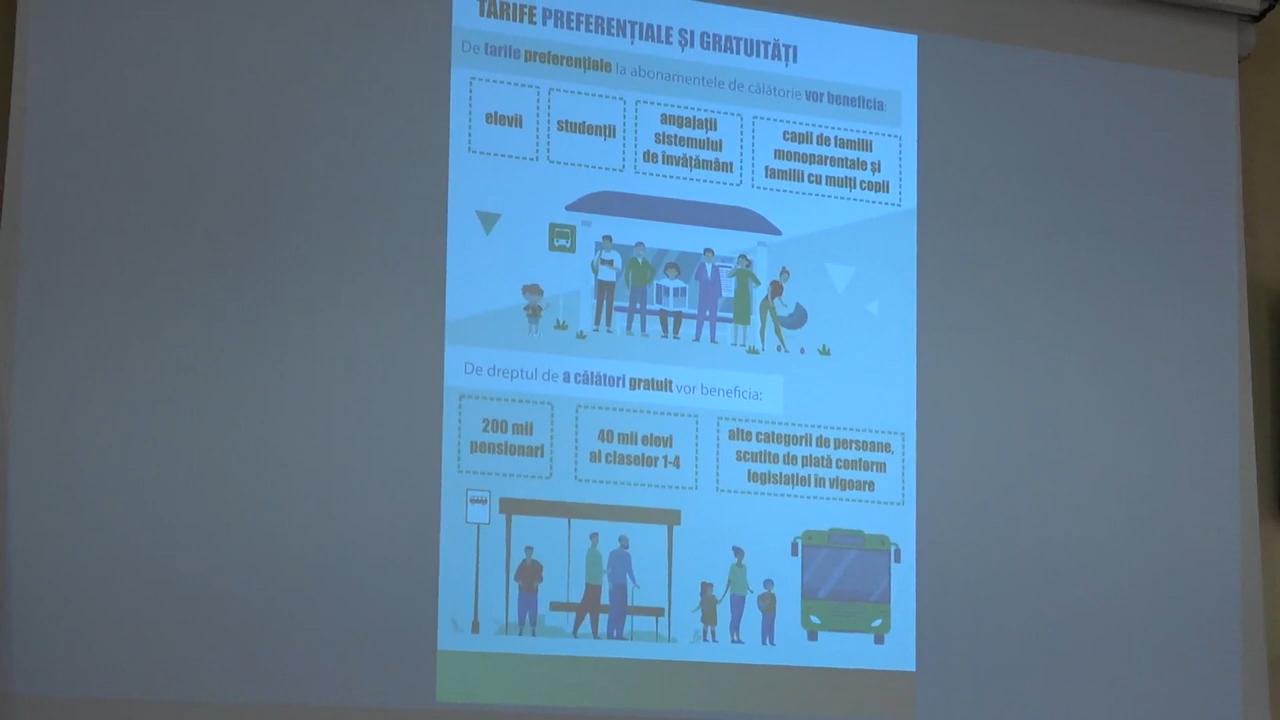 TARIFE PREFERENȚIALE ȘI GRATUITĂȚI
De tarife preferențiale la abonamentele de călătorie vor beneficia:
elevii
studenții
angajații
sistemului
de învățământ
capii de familii
monoparentale și
familii cu mulți copii
De dreptul de a călători gratuit vor beneficia:
200 mii
pensionari
40 mii elevi
ai claselor 1-4
alte categorii de persoane,
scutite de plată conform
legislației în vigoare